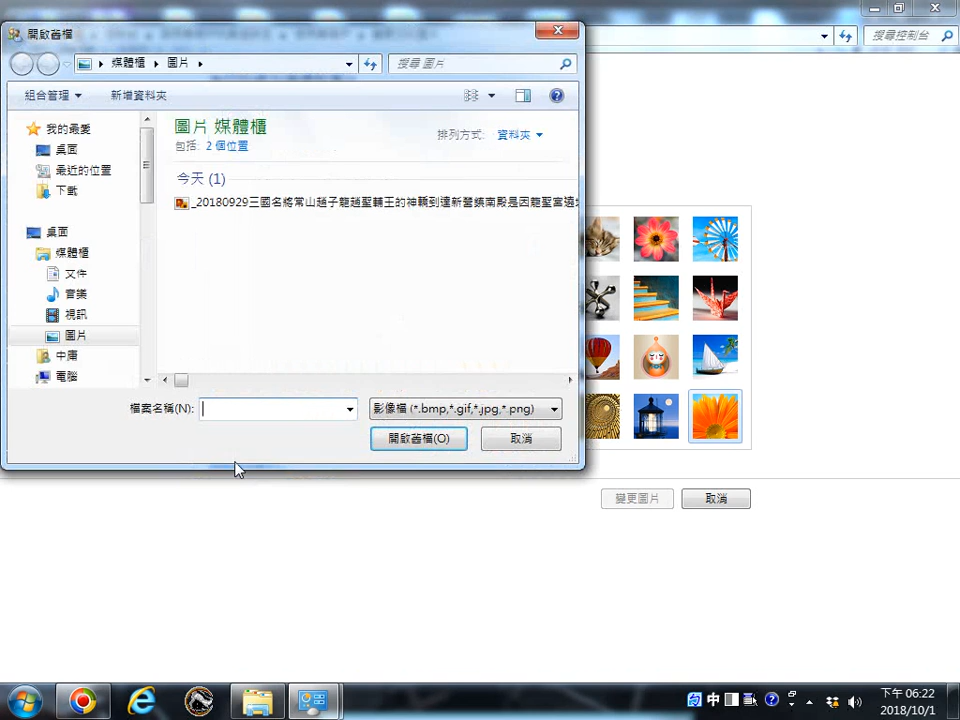 開啟舊檔
搜尋控制台
媒體櫃 ▸ 圖片 ▸
搜尋 圖片
組合管理 ▼
新增資料夾
我的最愛
桌面
最近的位置
下載
桌面
媒體櫃
文件
音樂
視訊
圖片
中庸
電腦
圖片 媒體櫃
包括: 2 個位置
排列方式: 資料夾 ▼
今天 (1)
_20180929三國名將常山趙子龍趙聖輔王的神轎到達新營鎮南殿是因龍聖宮
檔案名稱(N):
影像檔 (*.bmp,*.gif,*.jpg,*.png)
開啟舊檔(O)
取消
變更圖片
取消
中
下午 06:22
2018/10/1